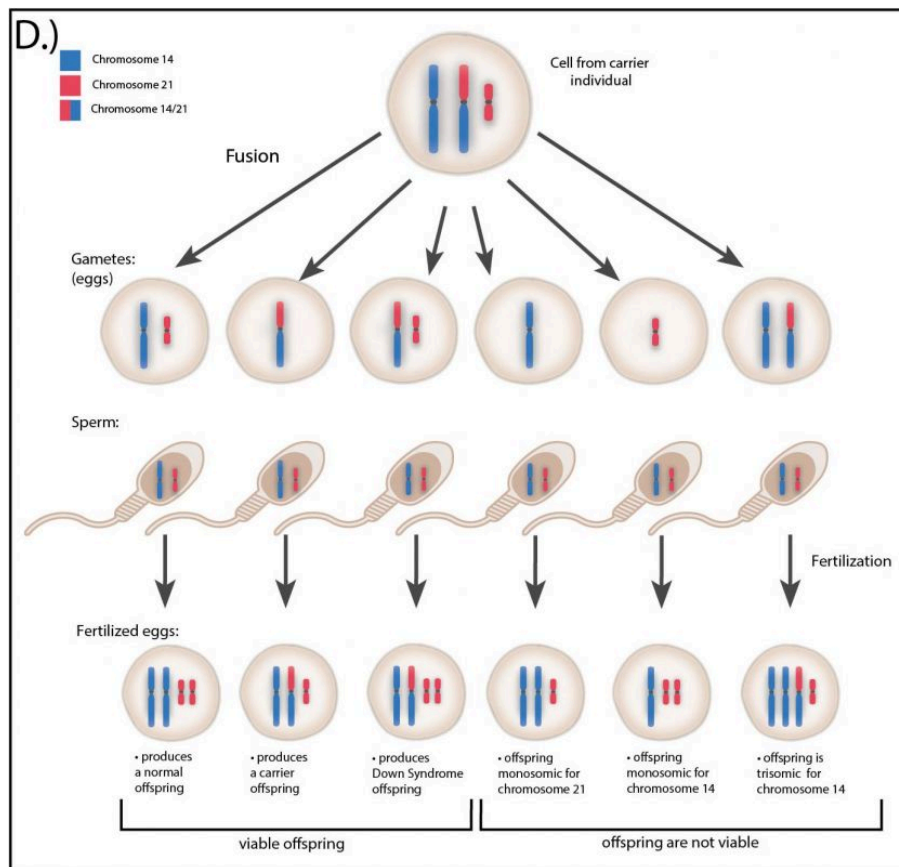 D.)
Chromosome 14
Chromosome 21
Chromosome 14/21
Cell from carrier
individual
Fusion
Gametes:
(eggs)
Sperm:
Fertilization
Fertilized eggs:
• produces
a normal
offspring
• produces
a carrier
offspring
• produces
Down Syndrome
offspring
• offspring
monosomic for
chromosome 21
• offspring
monosomic for
chromosome 14
• offspring is
trisomic for
chromosome 14
viable offspring
offspring are not viable